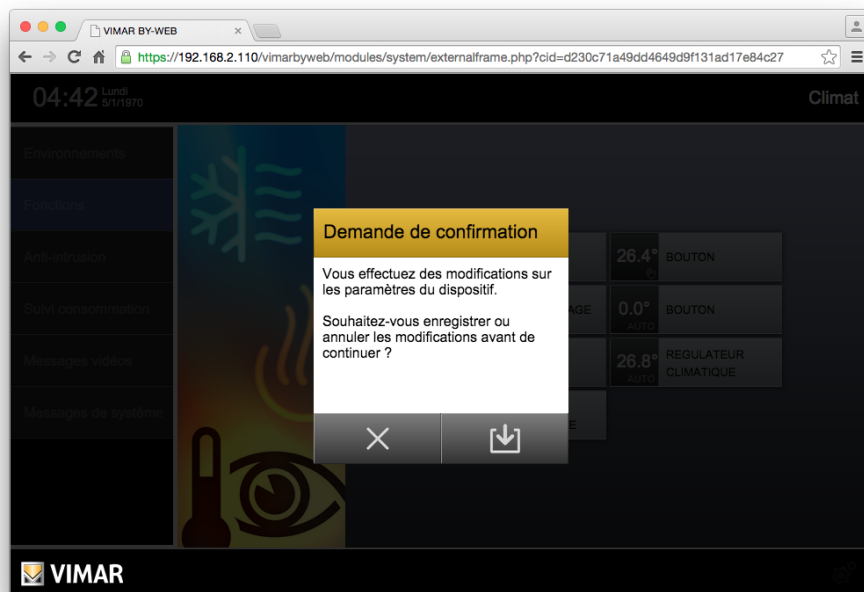 VIMAR BY-WEB
https://192.168.2.110/vimarbyweb/modules/system/externalframe.php?cid=d230c71a49dd4649d9f131ad17e84c27
04:42 Lundi
5/1/1970
Climat
Environnements
Fonctions
Anti-intrusion
Suivi consommation
Messages vidéos
Messages de système
Demande de confirmation
Vous effectuez des modifications sur
les paramètres du dispositif.
Souhaitez-vous enregistrer ou
annuler les modifications avant de
continuer ?
26.4° BOUTON
AGE
0.0° BOUTON
AUTO
26.8° REGULATEUR
CLIMATIQUE
AUTO
E
VIMAR